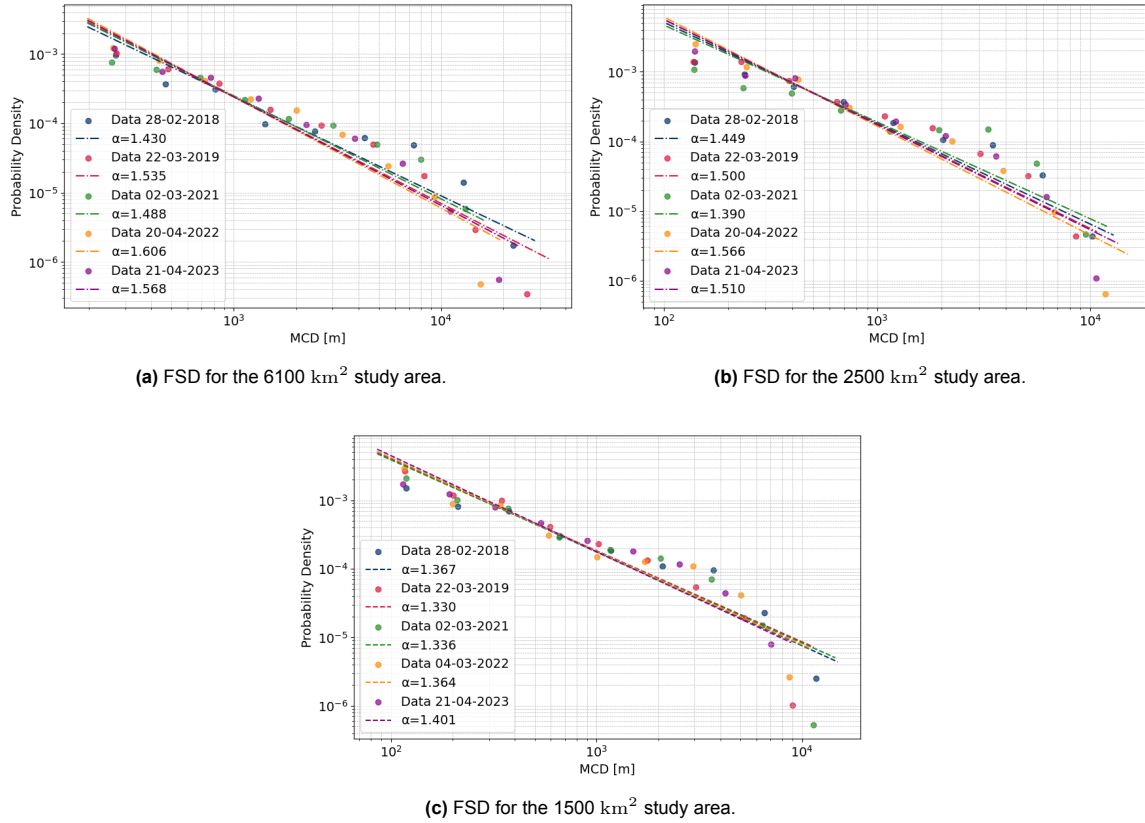 10⁻³
10⁻⁴
10⁻⁵
10⁻⁶
Probability Density
Data 28-02-2018
α=1.430
Data 22-03-2019
α=1.535
Data 02-03-2021
α=1.488
Data 20-04-2022
α=1.606
Data 21-04-2023
α=1.568
10³
10⁴
MCD [m]
(a) FSD for the 6100 km² study area.
10⁻²
10⁻³
10⁻⁴
10⁻⁵
10⁻⁶
Probability Density
Data 28-02-2018
α=1.449
Data 22-03-2019
α=1.500
Data 02-03-2021
α=1.390
Data 20-04-2022
α=1.566
Data 21-04-2023
α=1.510
10²
10³
10⁴
MCD [m]
(b) FSD for the 2500 km² study area.
10⁻²
10⁻³
10⁻⁴
10⁻⁵
10⁻⁶
Probability Density
Data 28-02-2018
α=1.367
Data 22-03-2019
α=1.330
Data 02-03-2021
α=1.336
Data 04-03-2022
α=1.364
Data 21-04-2023
α=1.401
10²
10³
10⁴
MCD [m]
(c) FSD for the 1500 km² study area.